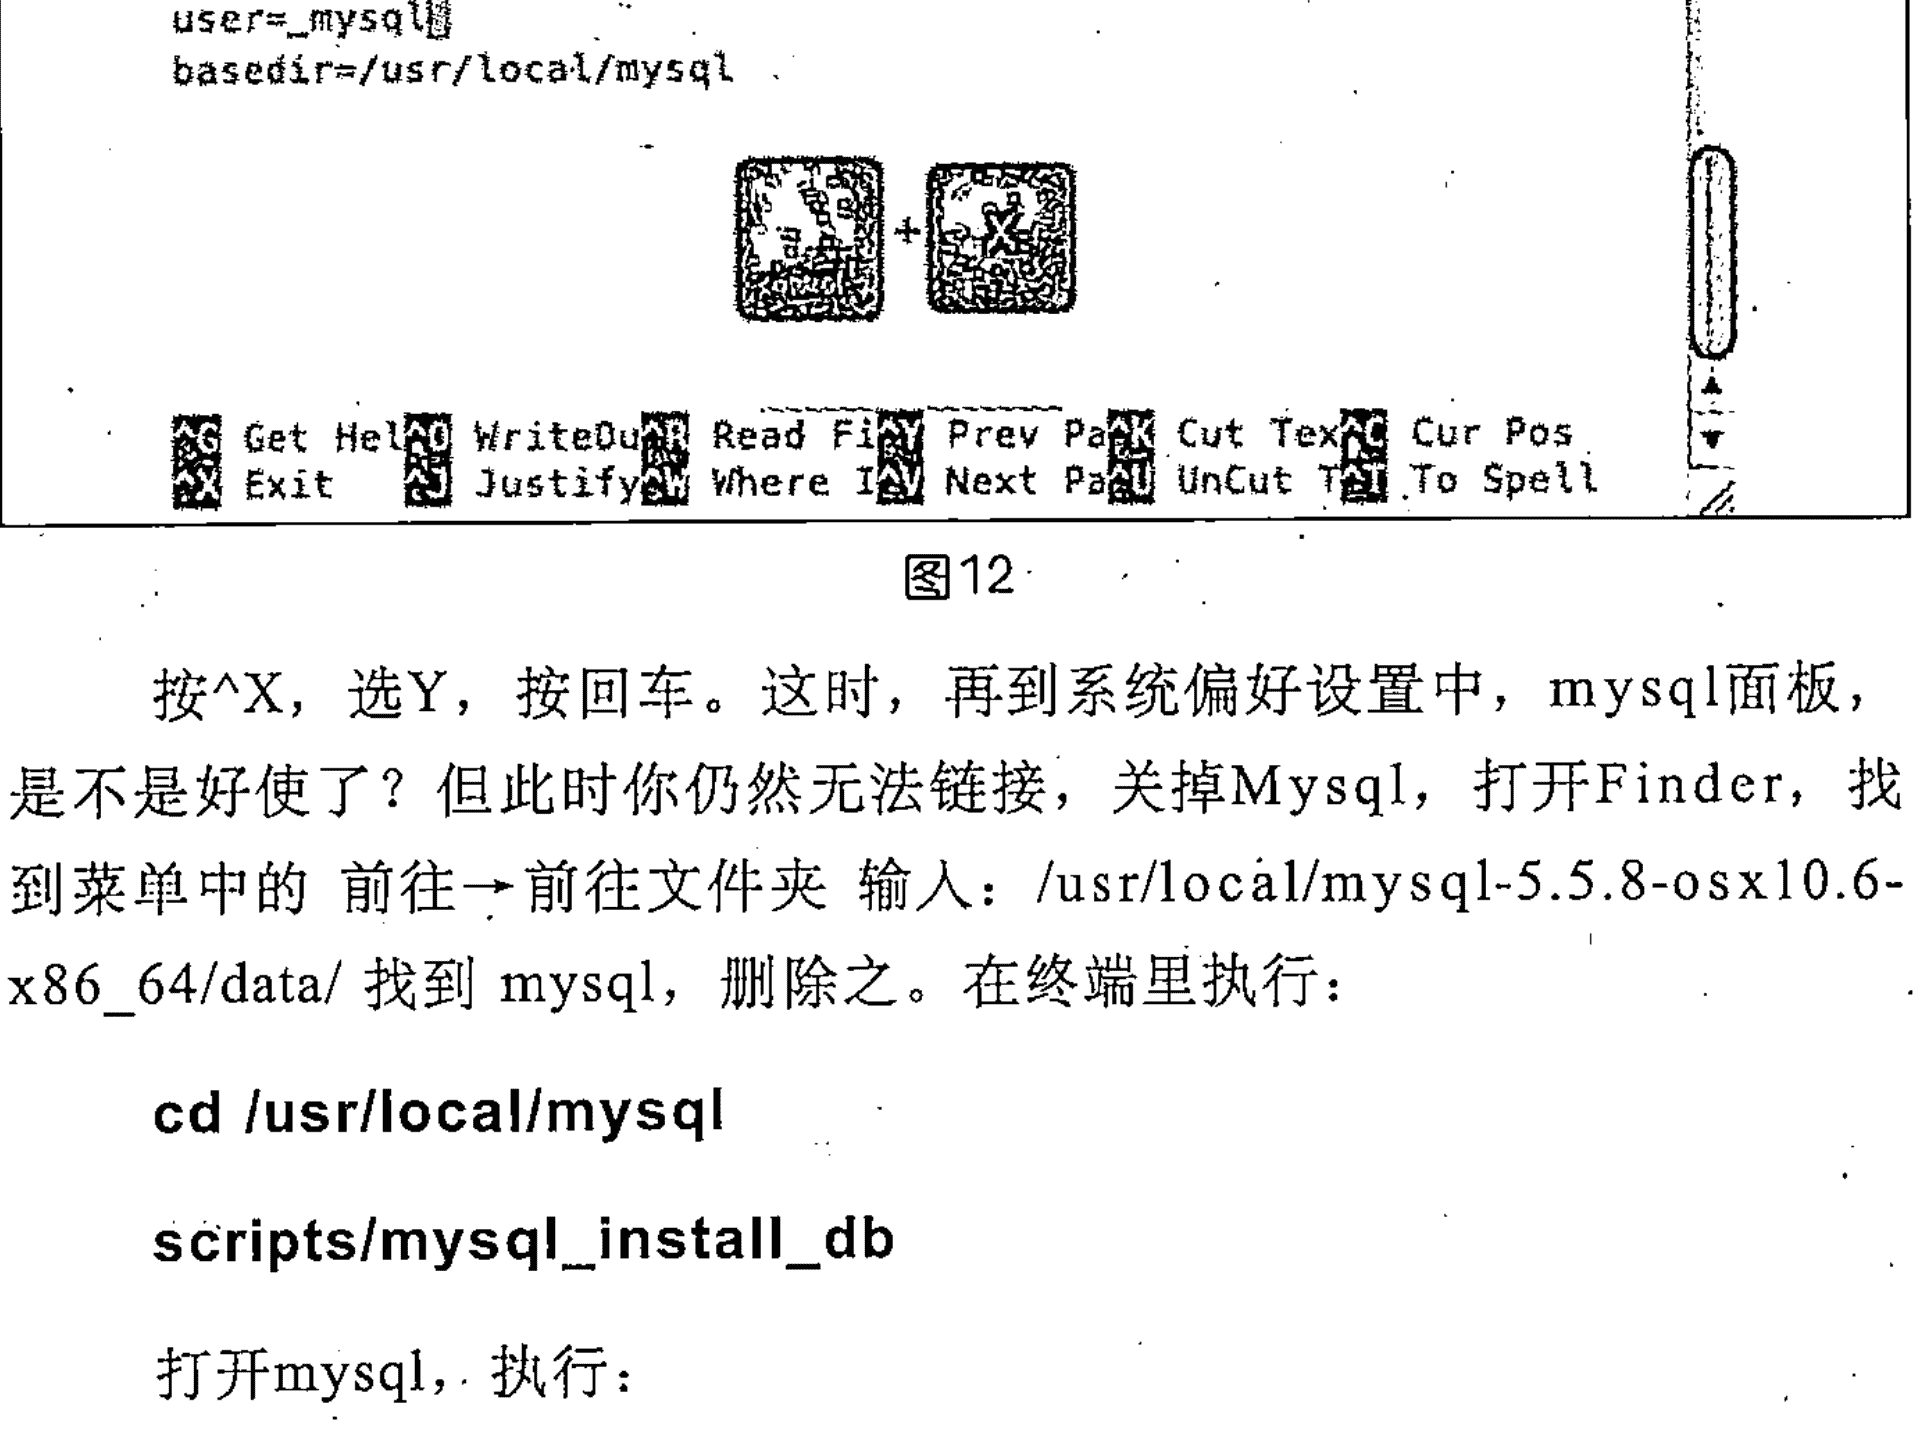 user=_mysql
basedir=/usr/local/mysql
+ X
^G Get Hel^O WriteOu^R Read Fi^Y Prev Pa^K Cut Tex^C Cur Pos
^X Exit ^J Justify^W Where I^V Next Pa^U UnCut T^T To Spell
图12
按^X，选Y，按回车。这时，再到系统偏好设置中，mysql面板，
是不是好使了？但此时你仍然无法链接，关掉Mysql，打开Finder，找
到菜单中的 前往→前往文件夹 输入：/usr/local/mysql-5.5.8-osx10.6-
x86_64/data/ 找到 mysql，删除之。在终端里执行：
cd /usr/local/mysql
scripts/mysql_install_db
打开mysql，执行：